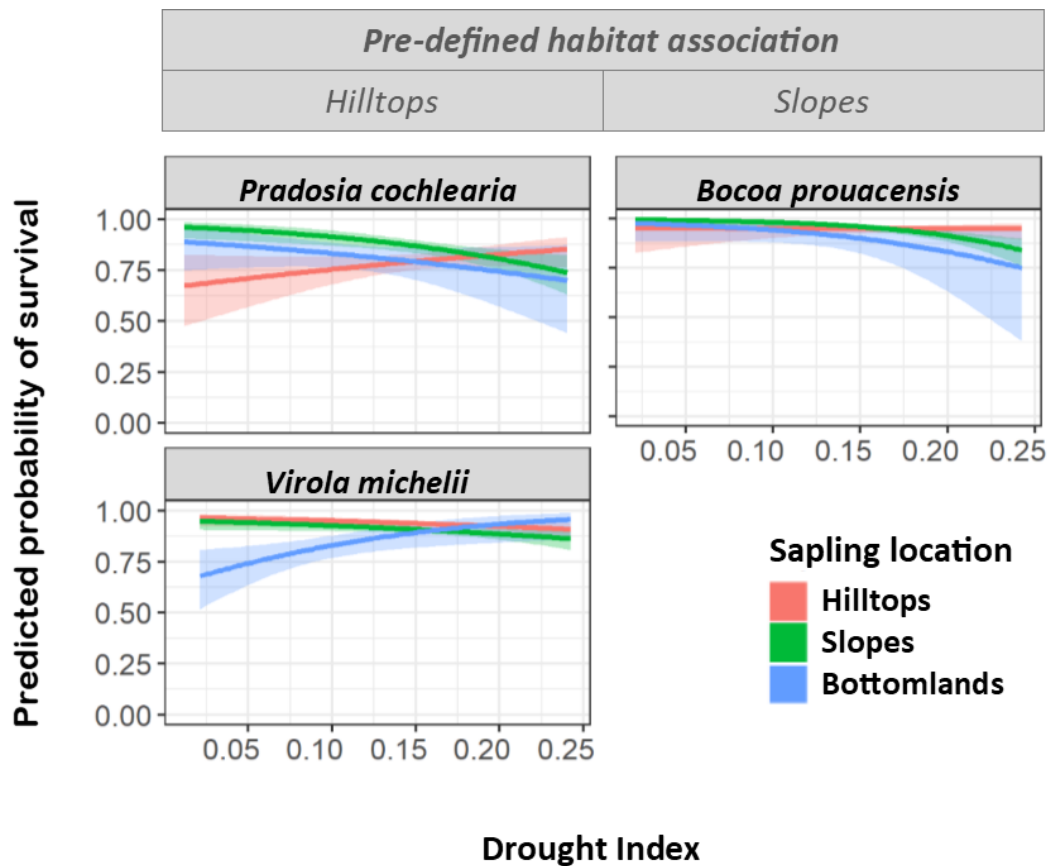 Pre-defined habitat association
Hilltops
Slopes
Predicted probability of survival
Pradosia cochlearia
1.00
0.75
0.50
0.25
0.00
Bocoa prouacensis
0.05 0.10 0.15 0.20 0.25
Virola michelii
1.00
0.75
0.50
0.25
0.00
0.05 0.10 0.15 0.20 0.25
Sapling location
Hilltops
Slopes
Bottomlands
Drought Index